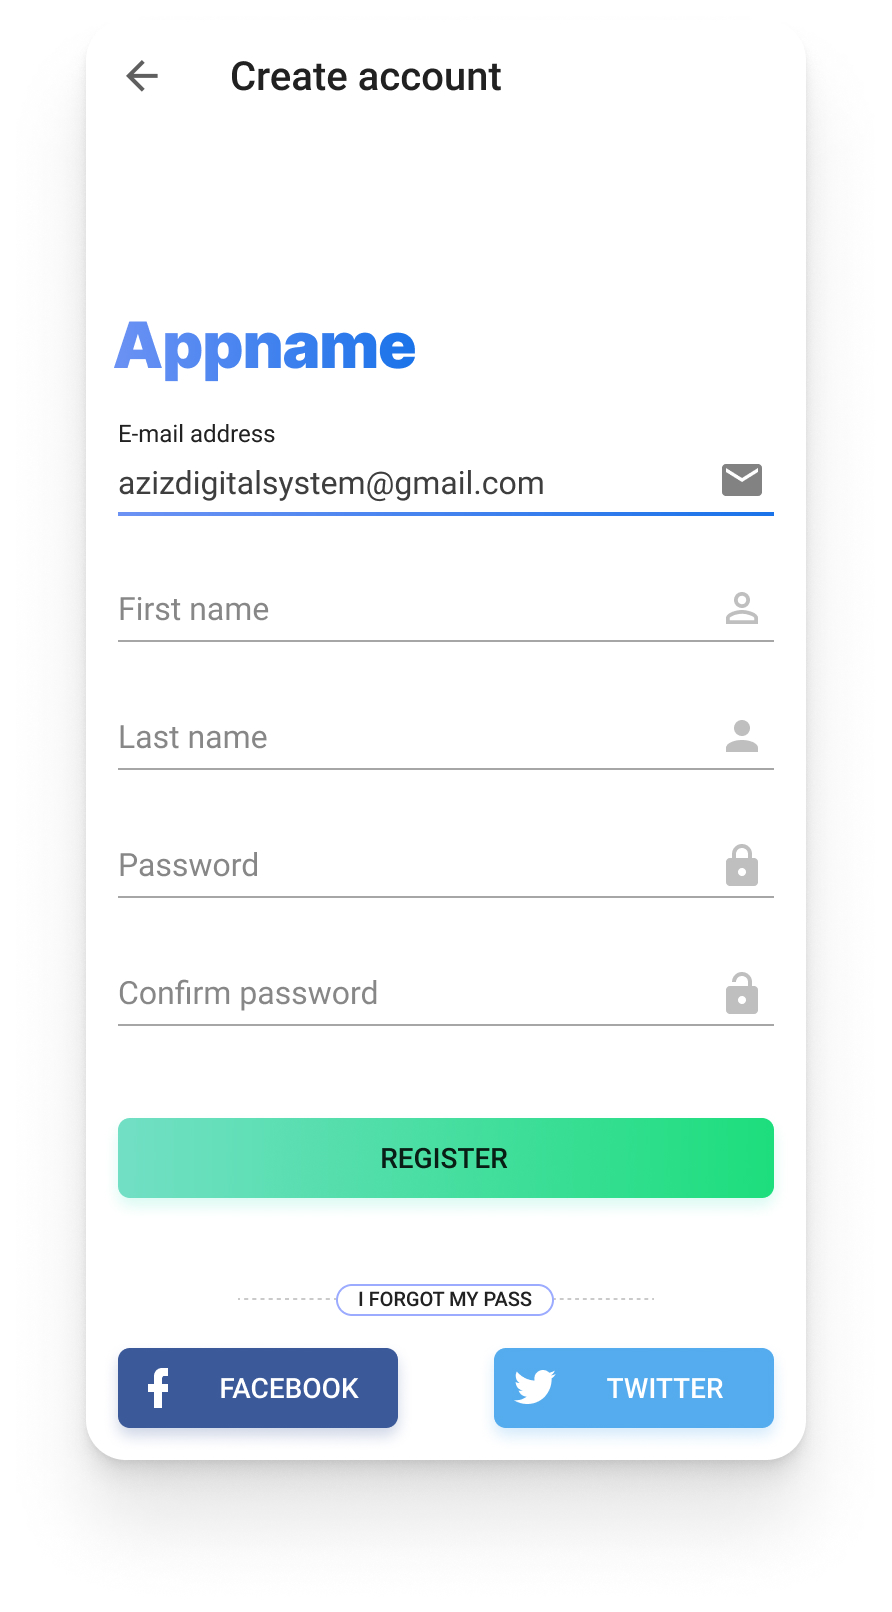 Create account
Appname
E-mail address
azizdigitalsystem@gmail.com
First name
Last name
Password
Confirm password
REGISTER
I FORGOT MY PASS
FACEBOOK
TWITTER